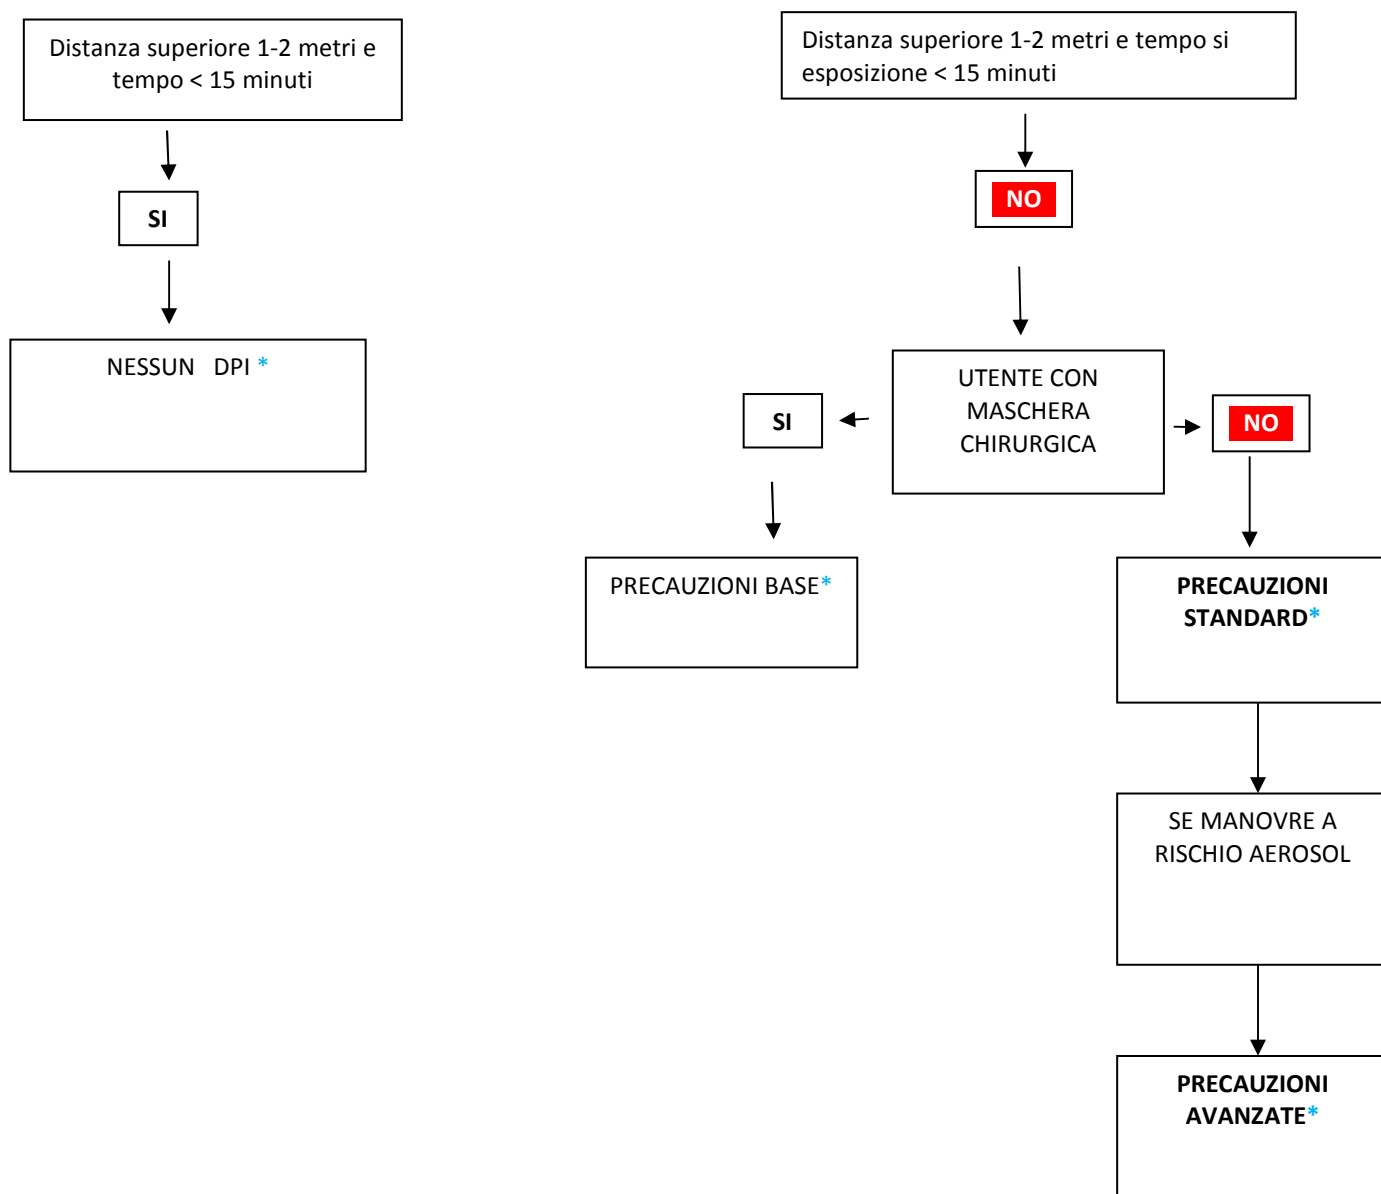 Distanza superiore 1-2 metri e
tempo < 15 minuti
SI
NESSUN DPI *
Distanza superiore 1-2 metri e tempo si
esposizione < 15 minuti
NO
UTENTE CON
MASCHERA
CHIRURGICA
SI
NO
PRECAUZIONI BASE*
PRECAUZIONI
STANDARD*
SE MANOVRE A
RISCHIO AEROSOL
PRECAUZIONI
AVANZATE*